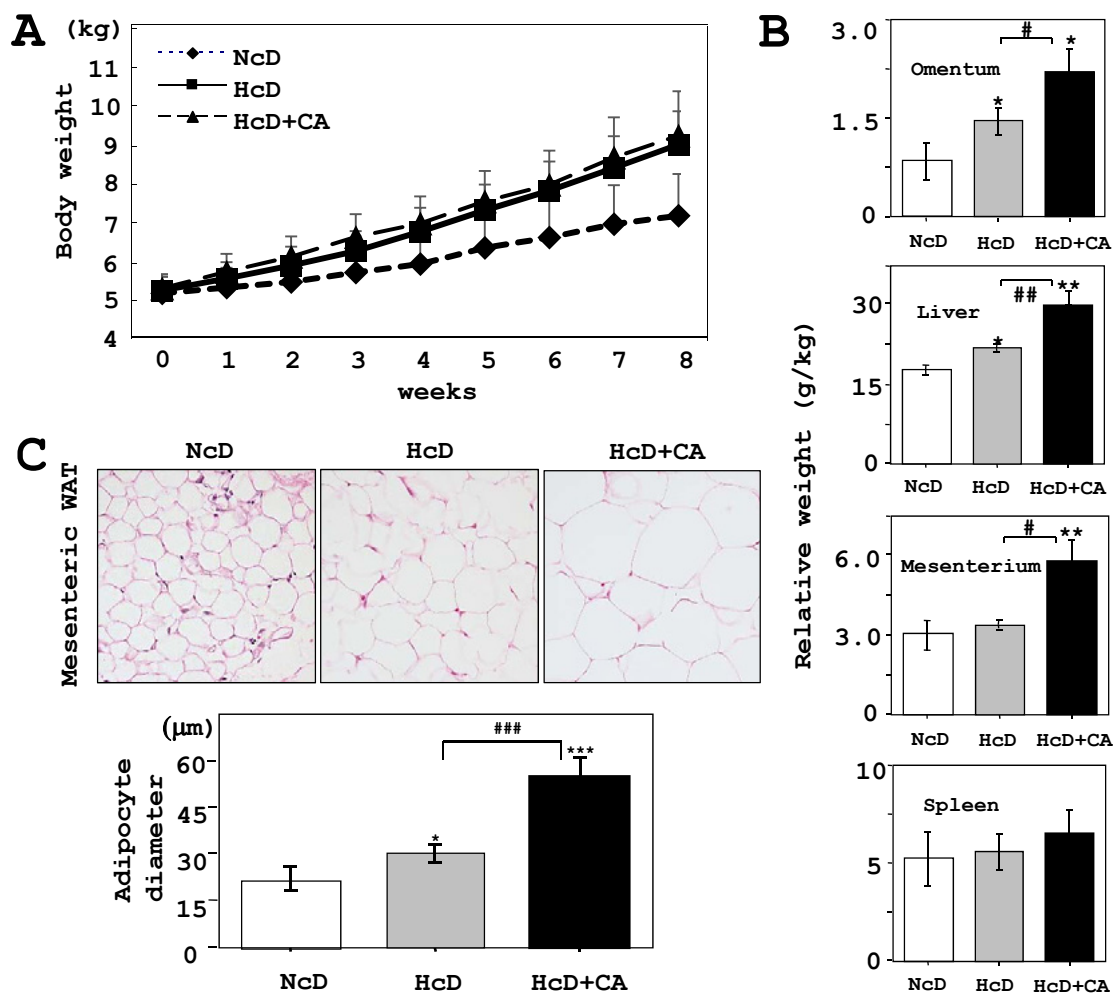 A
(kg)
11
10
9
8
7
6
5
4
Body weight
NcD
HcD
HcD+CA
0 1 2 3 4 5 6 7 8
weeks
B
Relative weight (g/kg)
3.0
1.5
0
Omentum
#
*
*
NcD HcD HcD+CA
30
15
0
Liver
##
**
*
NcD HcD HcD+CA
6.0
3.0
0
Mesenterium
#
**
NcD HcD HcD+CA
10
5
0
Spleen
NcD HcD HcD+CA
C
NcD HcD HcD+CA
Mesenteric WAT
(μm)
60
45
30
15
0
Adipocyte
diameter
###
***
*
NcD HcD HcD+CA